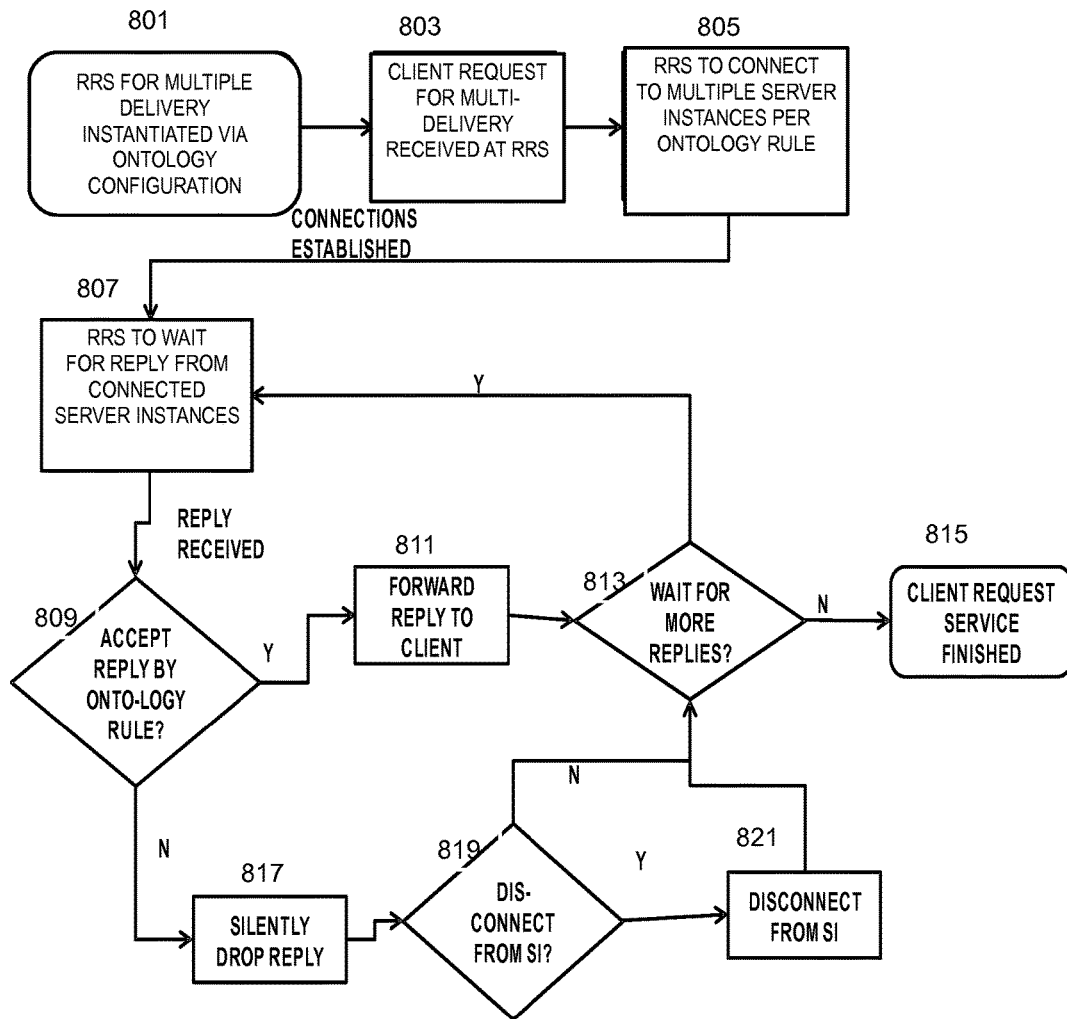 801
RRS FOR MULTIPLE
DELIVERY
INSTANTIATED VIA
ONTOLOGY
CONFIGURATION
803
CLIENT REQUEST
FOR MULTI-
DELIVERY
RECEIVED AT RRS
805
RRS TO CONNECT
TO MULTIPLE SERVER
INSTANCES PER
ONTOLOGY RULE
CONNECTIONS
ESTABLISHED
807
RRS TO WAIT
FOR REPLY FROM
CONNECTED
SERVER INSTANCES
Y
REPLY
RECEIVED
809
ACCEPT
REPLY BY
ONTO-LOGY
RULE?
Y
811
FORWARD
REPLY TO
CLIENT
813
WAIT FOR
MORE
REPLIES?
N
815
CLIENT REQUEST
SERVICE
FINISHED
N
817
SILENTLY
DROP REPLY
819
DIS-
CONNECT
FROM SI?
N
Y
821
DISCONNECT
FROM SI